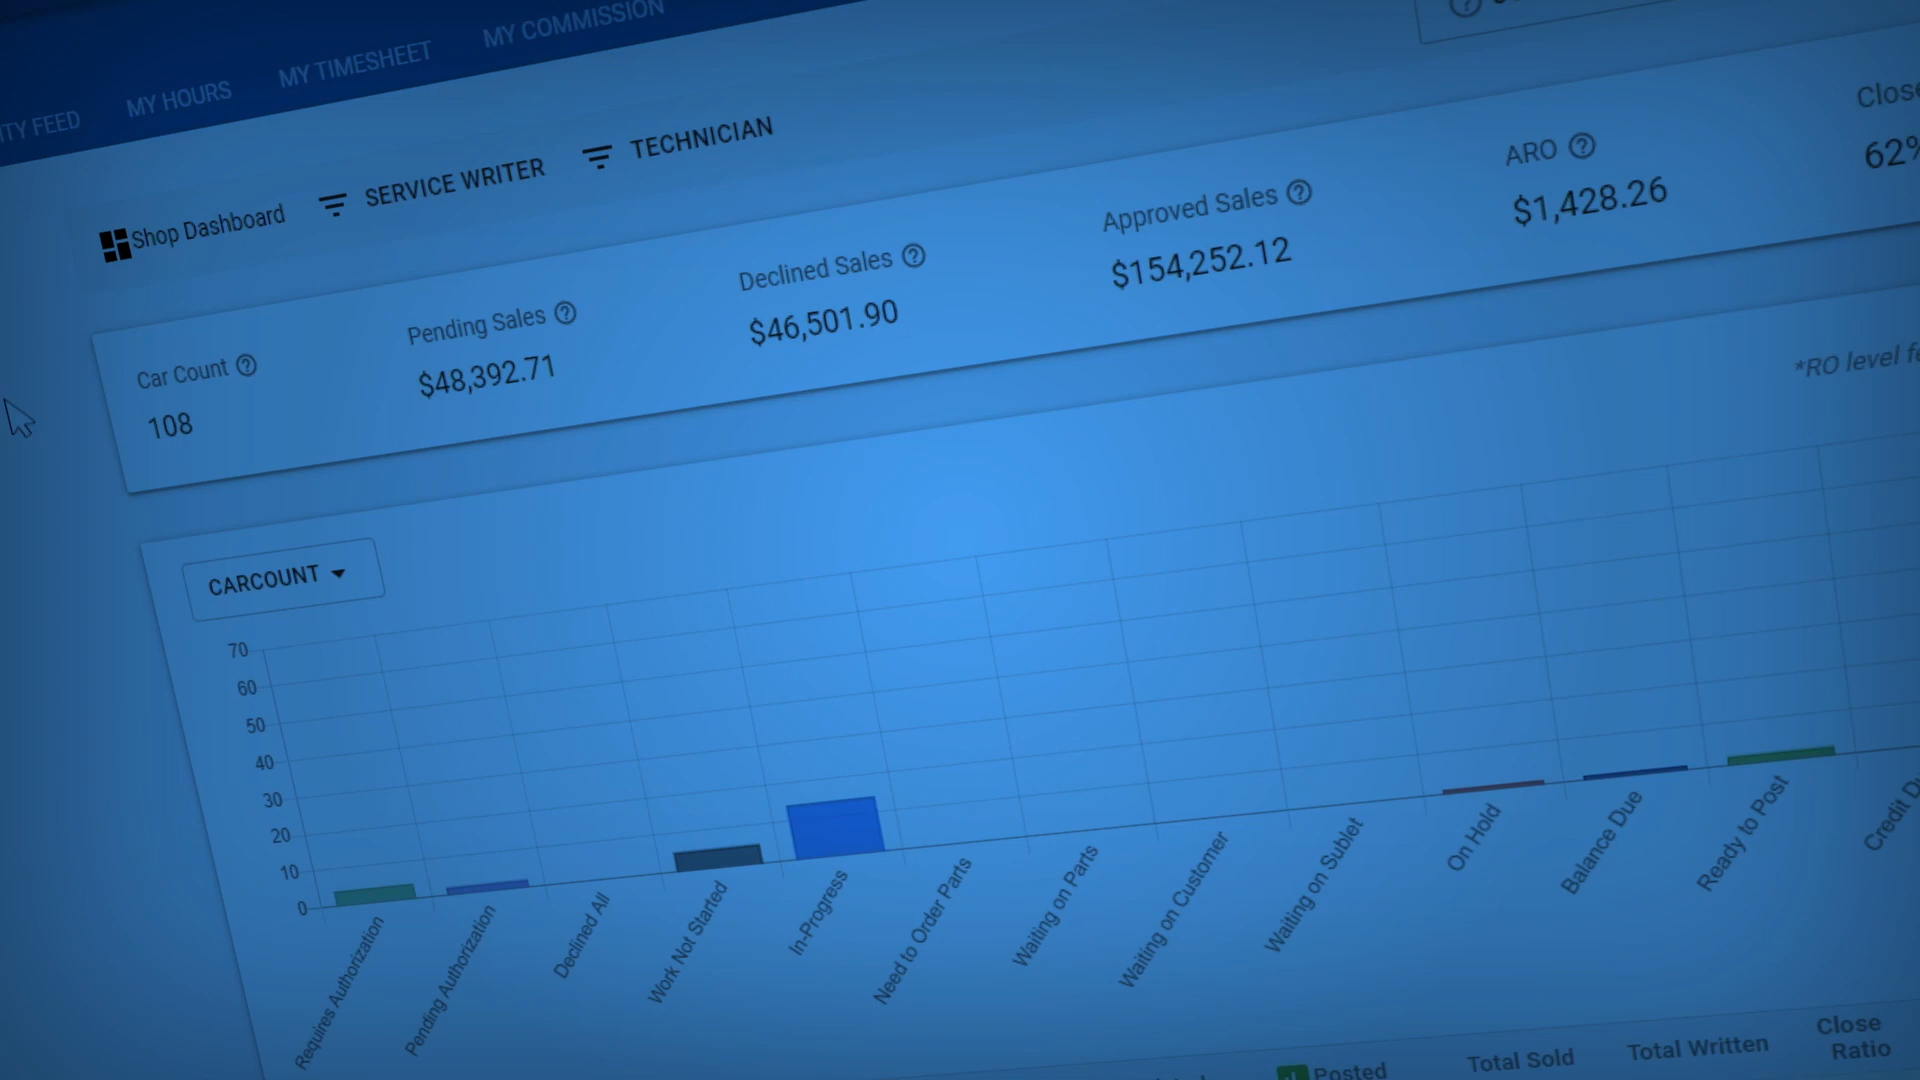 ITY FEED
MY HOURS
MY TIMESHEET
MY COMMISSION
Shop Dashboard
SERVICE WRITER
TECHNICIAN
Car Count
108
Pending Sales
$48,392.71
Declined Sales
$46,501.90
Approved Sales
$154,252.12
ARO
$1,428.26
Close
62%
*RO level fe
CARCOUNT
70
60
50
40
30
20
10
0
Requires Authorization
Pending Authorization
Declined All
Work Not Started
In-Progress
Need to Order Parts
Waiting on Parts
Waiting on Customer
Waiting on Sublet
On Hold
Balance Due
Ready to Post
Credit Du
Posted
Total Sold
Total Written
Close
Ratio